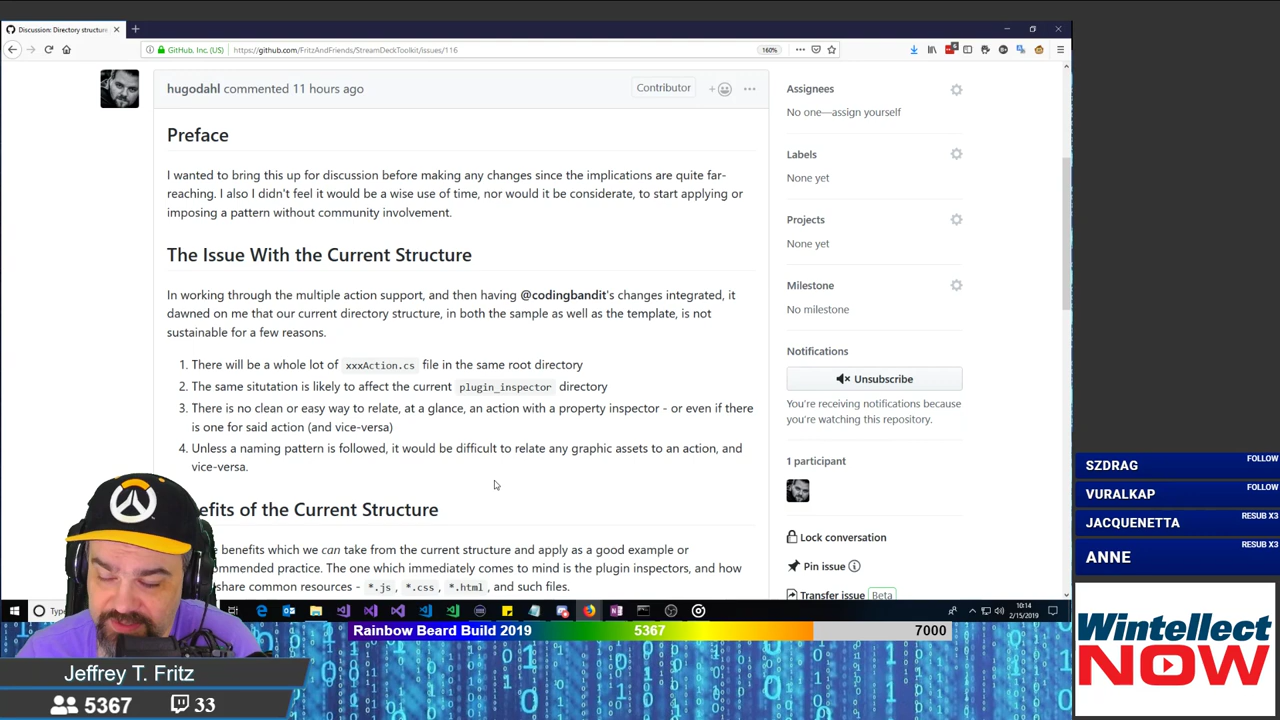 Discussion: Directory structure
GitHub, Inc. (US)
https://github.com/FritzAndFriends/StreamDeckToolkit/issues/116
160%
hugodahl commented 11 hours ago
Contributor
Preface
I wanted to bring this up for discussion before making any changes since the implications are quite far-
reaching. I also I didn't feel it would be a wise use of time, nor would it be considerate, to start applying or
imposing a pattern without community involvement.
The Issue With the Current Structure
In working through the multiple action support, and then having @codingbandit's changes integrated, it
dawned on me that our current directory structure, in both the sample as well as the template, is not
sustainable for a few reasons.
1. There will be a whole lot of xxxAction.cs file in the same root directory
2. The same situtation is likely to affect the current plugin_inspector directory
3. There is no clean or easy way to relate, at a glance, an action with a property inspector - or even if there
is one for said action (and vice-versa)
4. Unless a naming pattern is followed, it would be difficult to relate any graphic assets to an action, and
vice-versa.
efits of the Current Structure
benefits which we can take from the current structure and apply as a good example or
ommended practice. The one which immediately comes to mind is the plugin inspectors, and how
share common resources - *.js, *.css, *.html, and such files.
Assignees
No one—assign yourself
Labels
None yet
Projects
None yet
Milestone
No milestone
Notifications
Unsubscribe
You're receiving notifications because
you're watching this repository.
1 participant
Lock conversation
Pin issue
Transfer issue Beta
Typ
10:14
2/15/2019
Rainbow Beard Build 2019
5367
7000
Jeffrey T. Fritz
5367
33
SZDRAG
FOLLOW
VURALKAP
FOLLOW
JACQUENETTA
RESUB X3
ANNE
RESUB X3
Wintellect
NOW